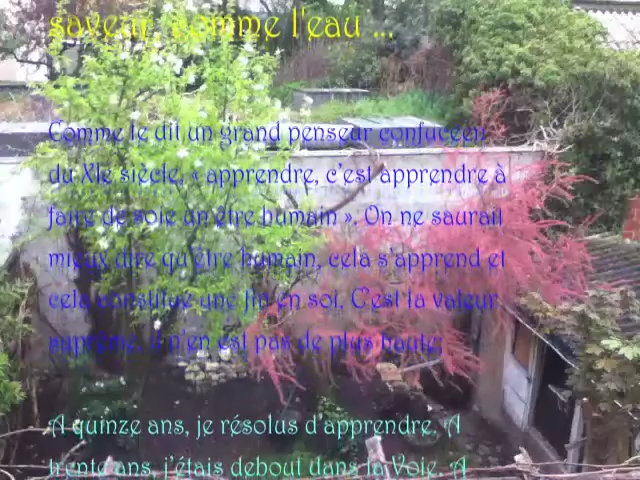 saveur, comme l'eau ...
Comme le dit un grand penseur confucéen
du XIe siècle, « apprendre, c'est apprendre à
faire de soie un être humain ». On ne saurait
mieux dire qu'être humain, cela s'apprend et
cela constitue une fin en soi. C'est la valeur
suprême, il n'en est pas de plus haute;
A quinze ans, je résolus d'apprendre. A
trente ans, j'étais debout dans la Voie. A